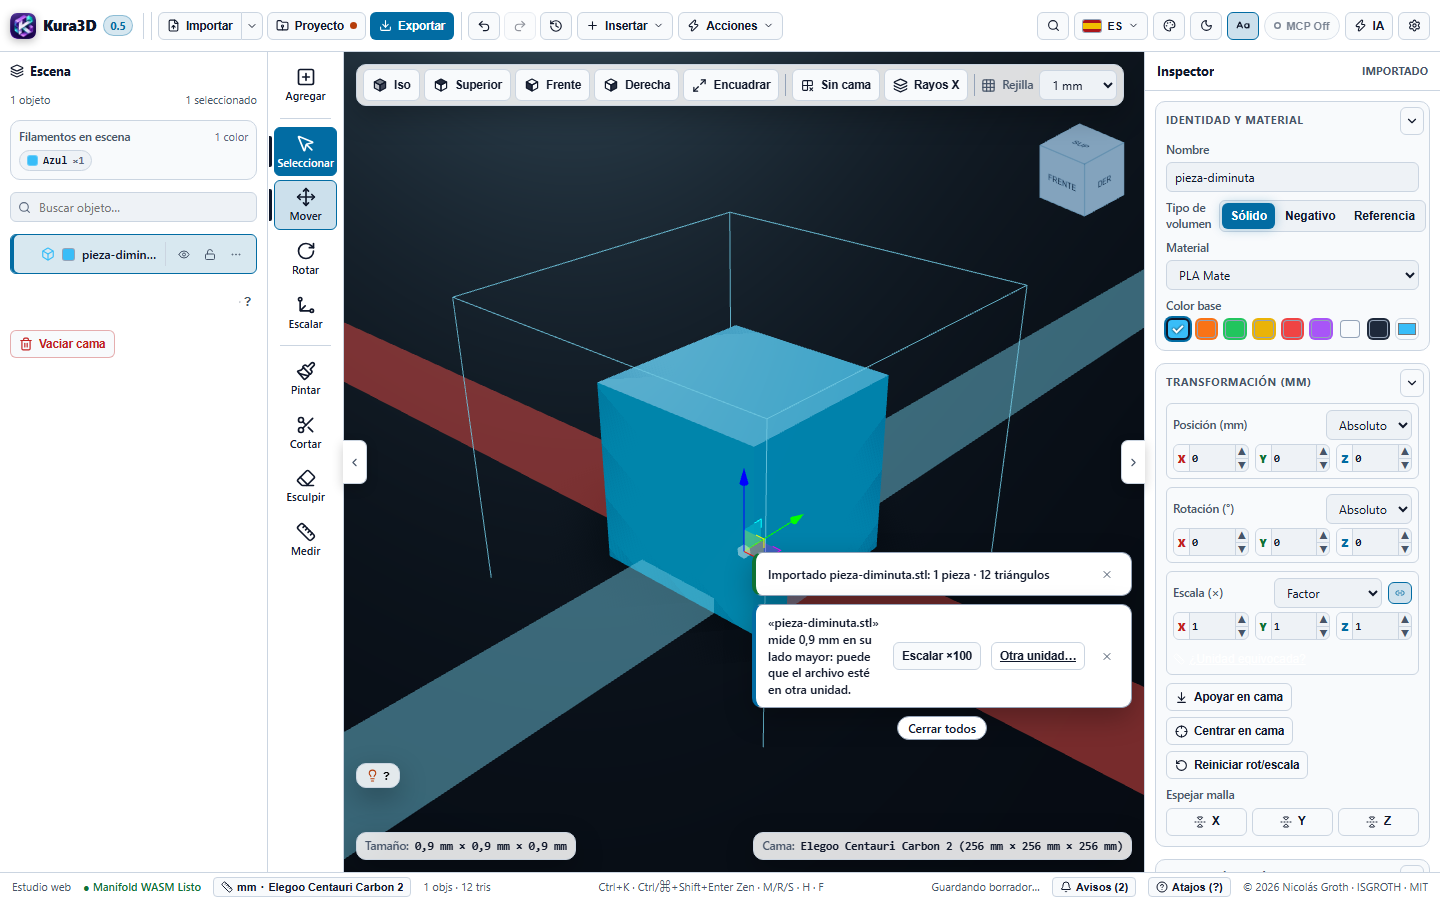 Kura3D 0.5 Importar Proyecto Exportar Insertar Acciones ES Aa MCP Off IA
Escena
1 objeto 1 seleccionado
Filamentos en escena 1 color
Azul ×1
Buscar objeto...
pieza-dimin...
?
Vaciar cama
Agregar
Seleccionar
Mover
Rotar
Escalar
Pintar
Cortar
Esculpir
Medir
Iso Superior Frente Derecha Encuadrar Sin cama Rayos X Rejilla 1 mm
SUP
FRENTE DER
Importado pieza-diminuta.stl: 1 pieza · 12 triángulos
«pieza-diminuta.stl»
mide 0,9 mm en su
lado mayor: puede
que el archivo esté
en otra unidad.
Escalar ×100 Otra unidad...
Cerrar todos
?
Tamaño: 0,9 mm × 0,9 mm × 0,9 mm
Cama: Elegoo Centauri Carbon 2 (256 mm × 256 mm × 256 mm)
Inspector IMPORTADO
IDENTIDAD Y MATERIAL
Nombre
pieza-diminuta
Tipo de
volumen
Sólido Negativo Referencia
Material
PLA Mate
Color base
TRANSFORMACIÓN (MM)
Posición (mm) Absoluto
X 0 Y 0 Z 0
Rotación (°) Absoluto
X 0 Y 0 Z 0
Escala (×) Factor
X 1 Y 1 Z 1
Apoyar en cama
Centrar en cama
Reiniciar rot/escala
Espejar malla
X Y Z
Estudio web Manifold WASM Listo mm · Elegoo Centauri Carbon 2 1 objs · 12 tris Ctrl+K · Ctrl/⌘+Shift+Enter Zen · M/R/S · H · F Guardando borrador... Avisos (2) Atajos (?) © 2026 Nicolás Groth · ISGROTH · MIT